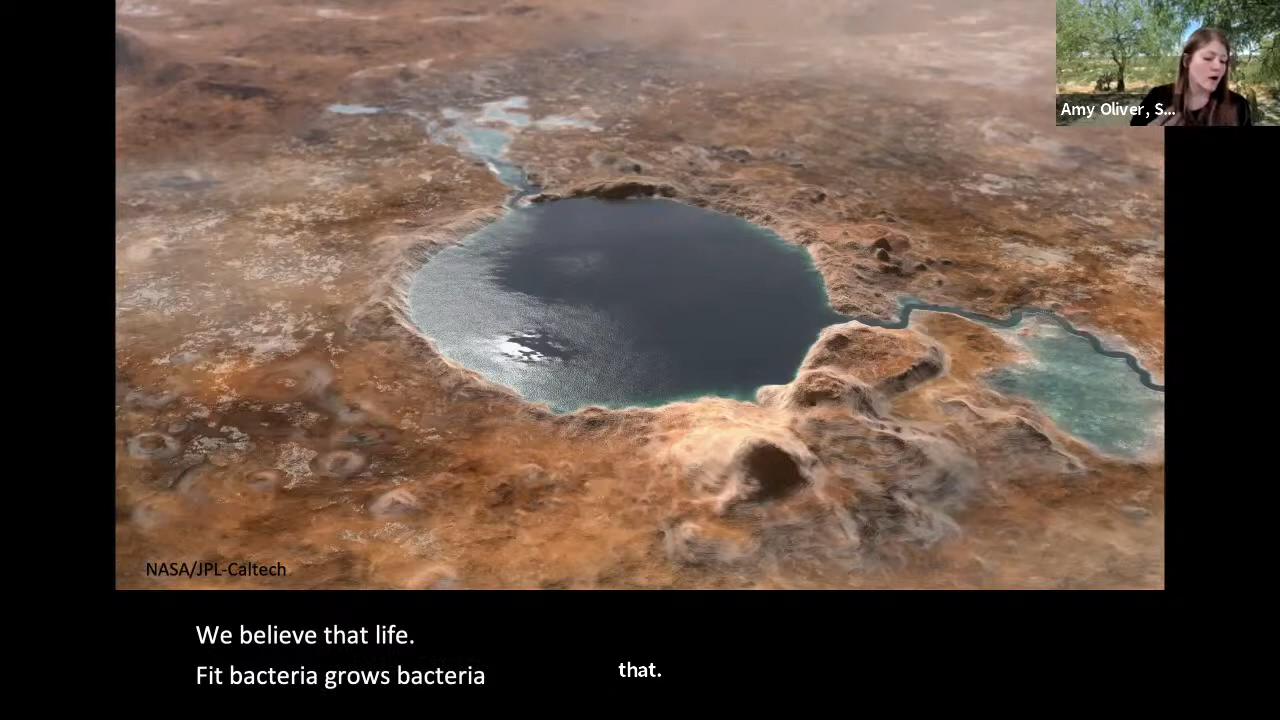 Amy Oliver, S...
NASA/JPL-Caltech
We believe that life.
Fit bacteria grows bacteria
that.